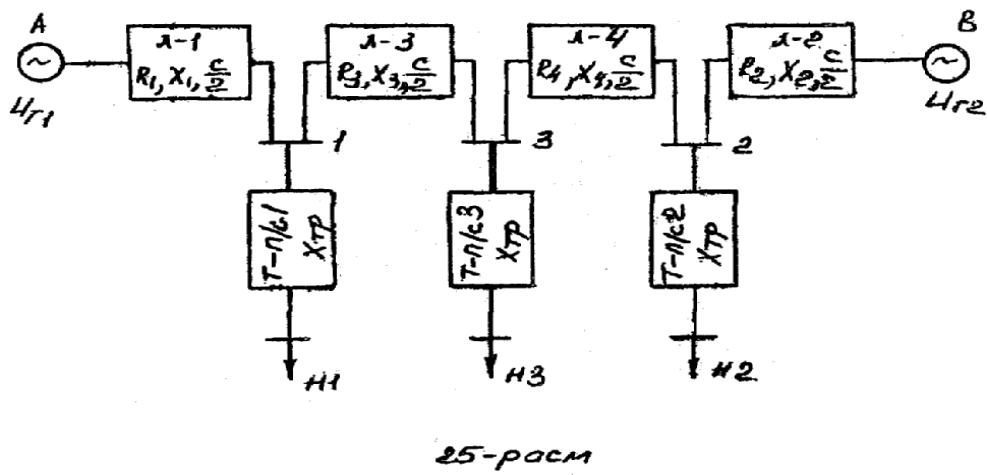 A
B
л-1
л-3
л-4
л-2
R₁, X₁, C/2
R₃, X₃, C/2
R₄, X₄, C/2
R₂, X₂, C/2
Uг1
Uг2
1
3
2
Т-п/с1
Xтр
Т-п/с3
Xтр
Т-п/с2
Xтр
Н1
Н3
Н2
25-расм